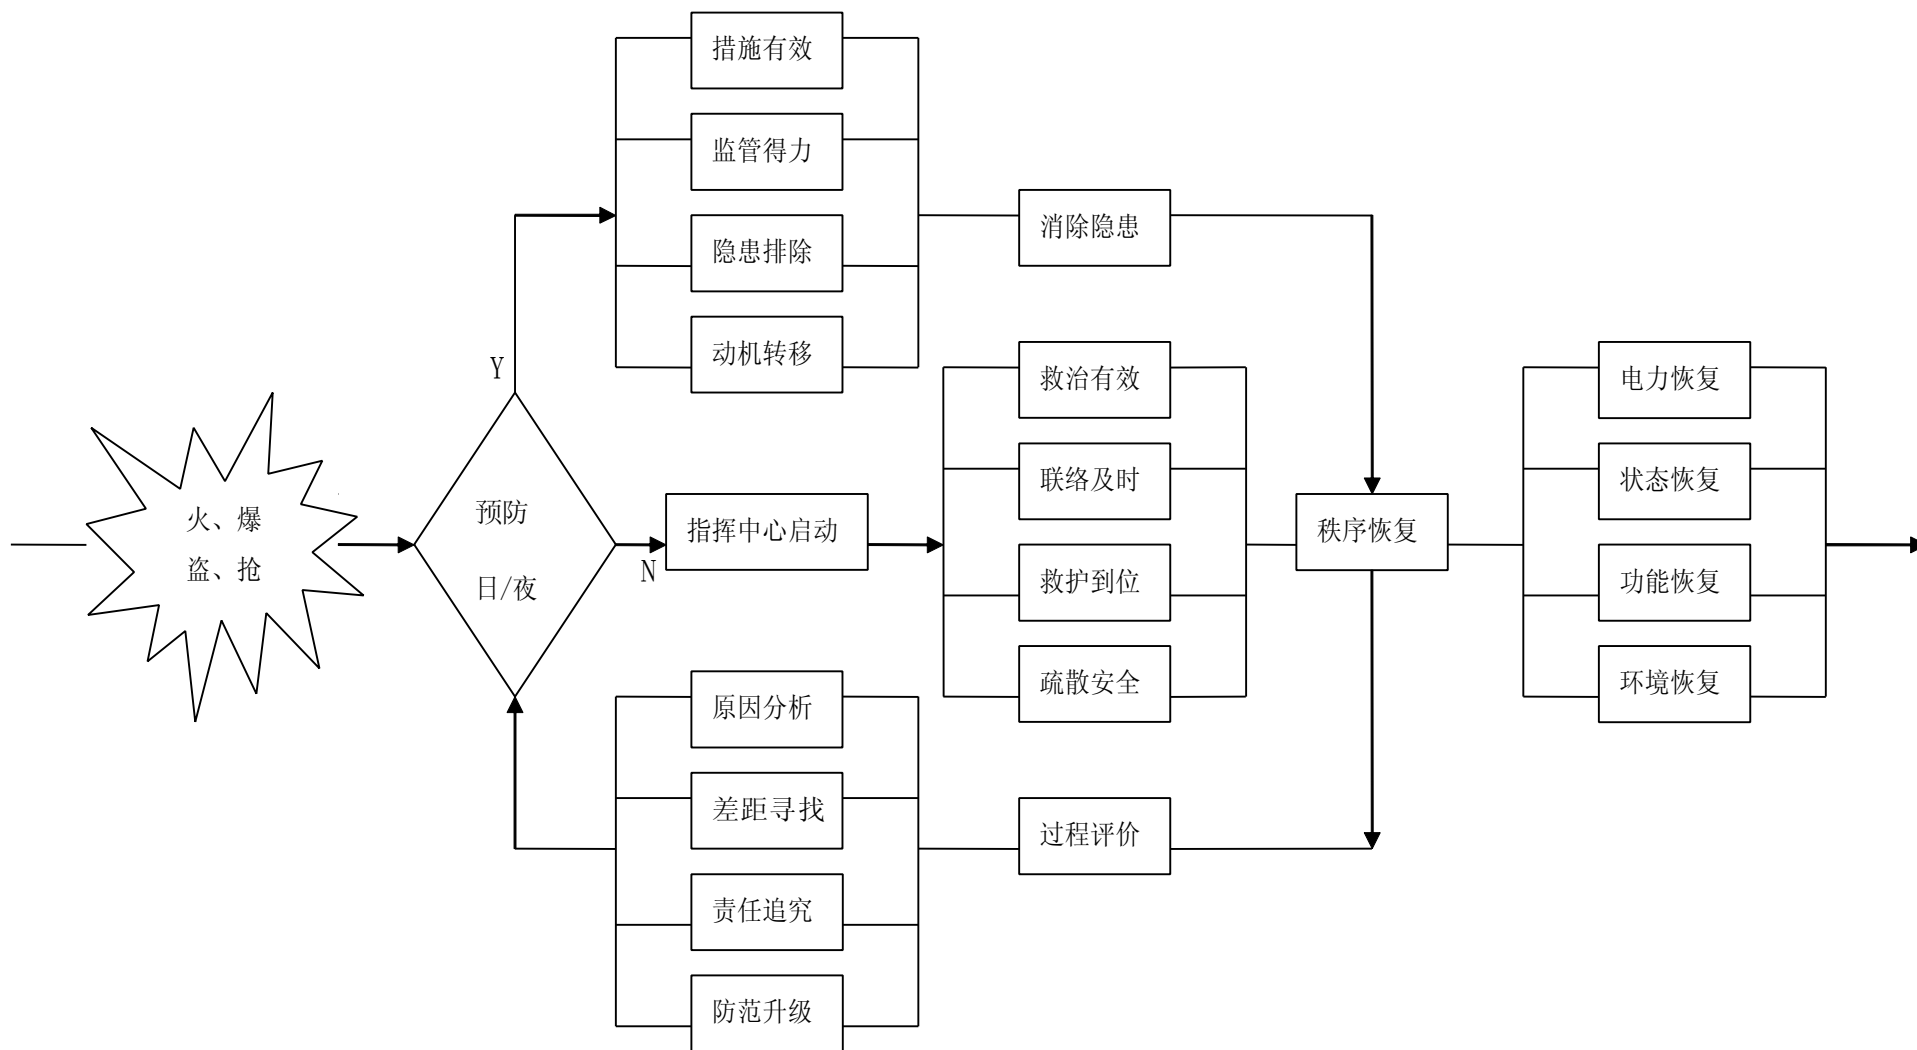 措施有效
监管得力
隐患排除
动机转移
消除隐患
Y
火、爆
盗、抢
预防
日/夜
N
指挥中心启动
救治有效
联络及时
救护到位
疏散安全
秩序恢复
电力恢复
状态恢复
功能恢复
环境恢复
原因分析
差距寻找
责任追究
防范升级
过程评价